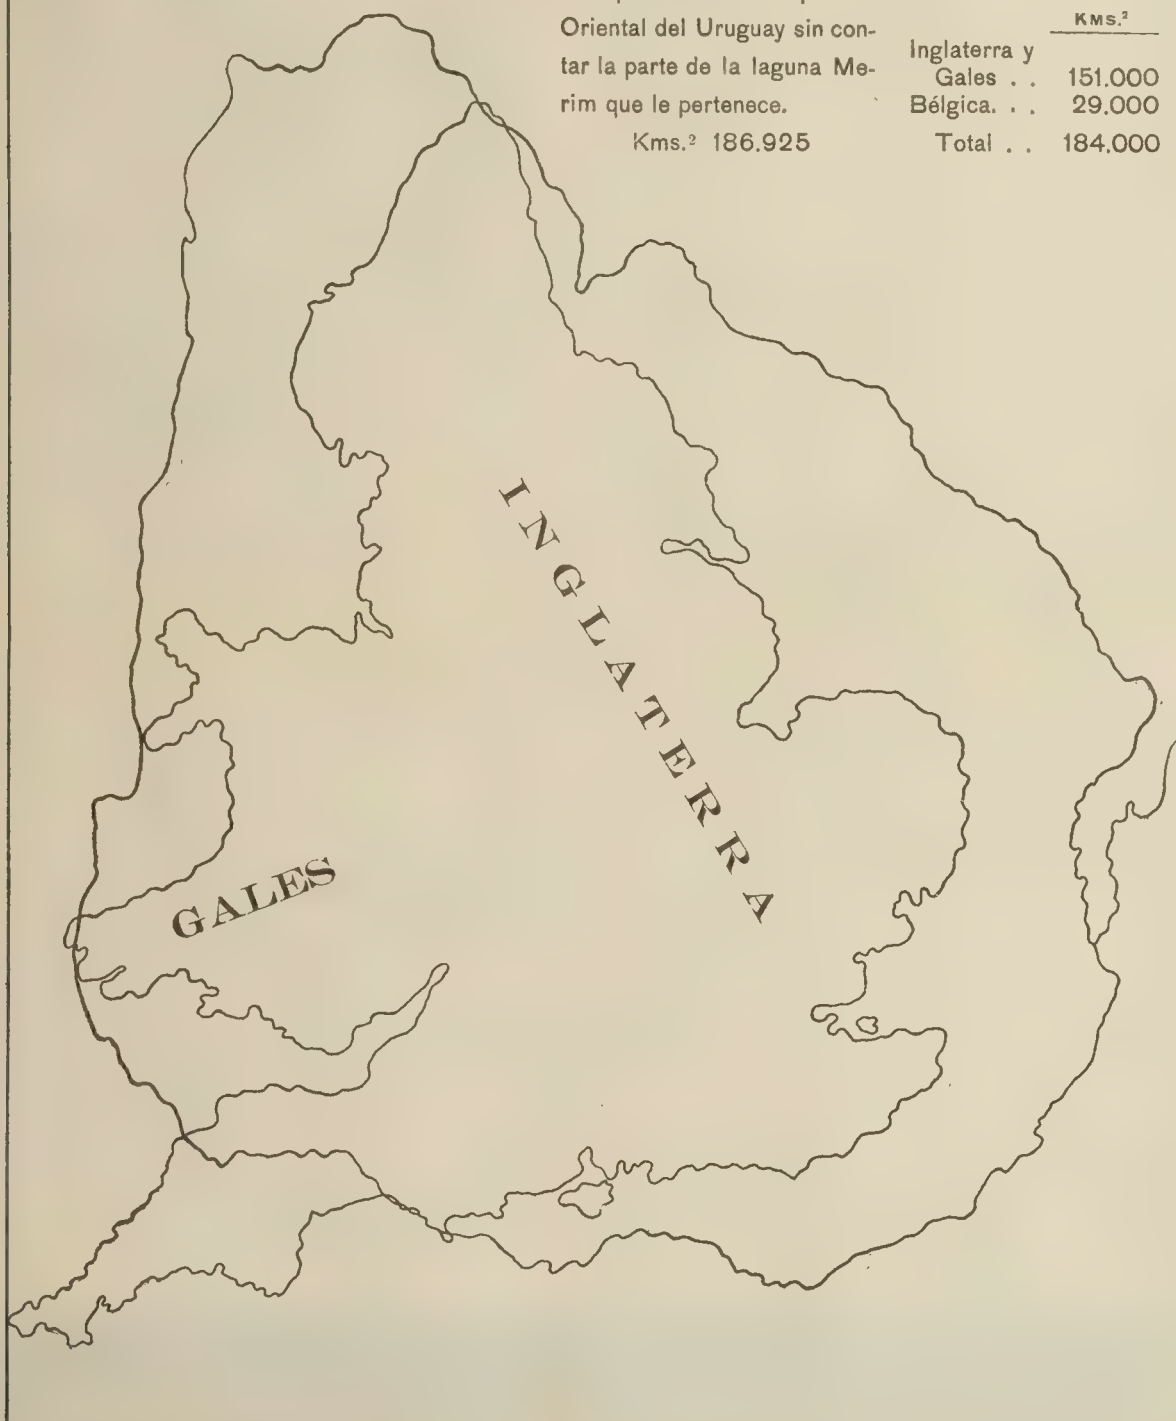 Oriental del Uruguay sin con-
tar la parte de la laguna Me-
rim que le pertenece.
Kms.² 186.925
KMS.²
Inglaterra y
Gales . . 151.000
Bélgica. . . 29.000
Total . . 184.000
INGLATERRA
GALES